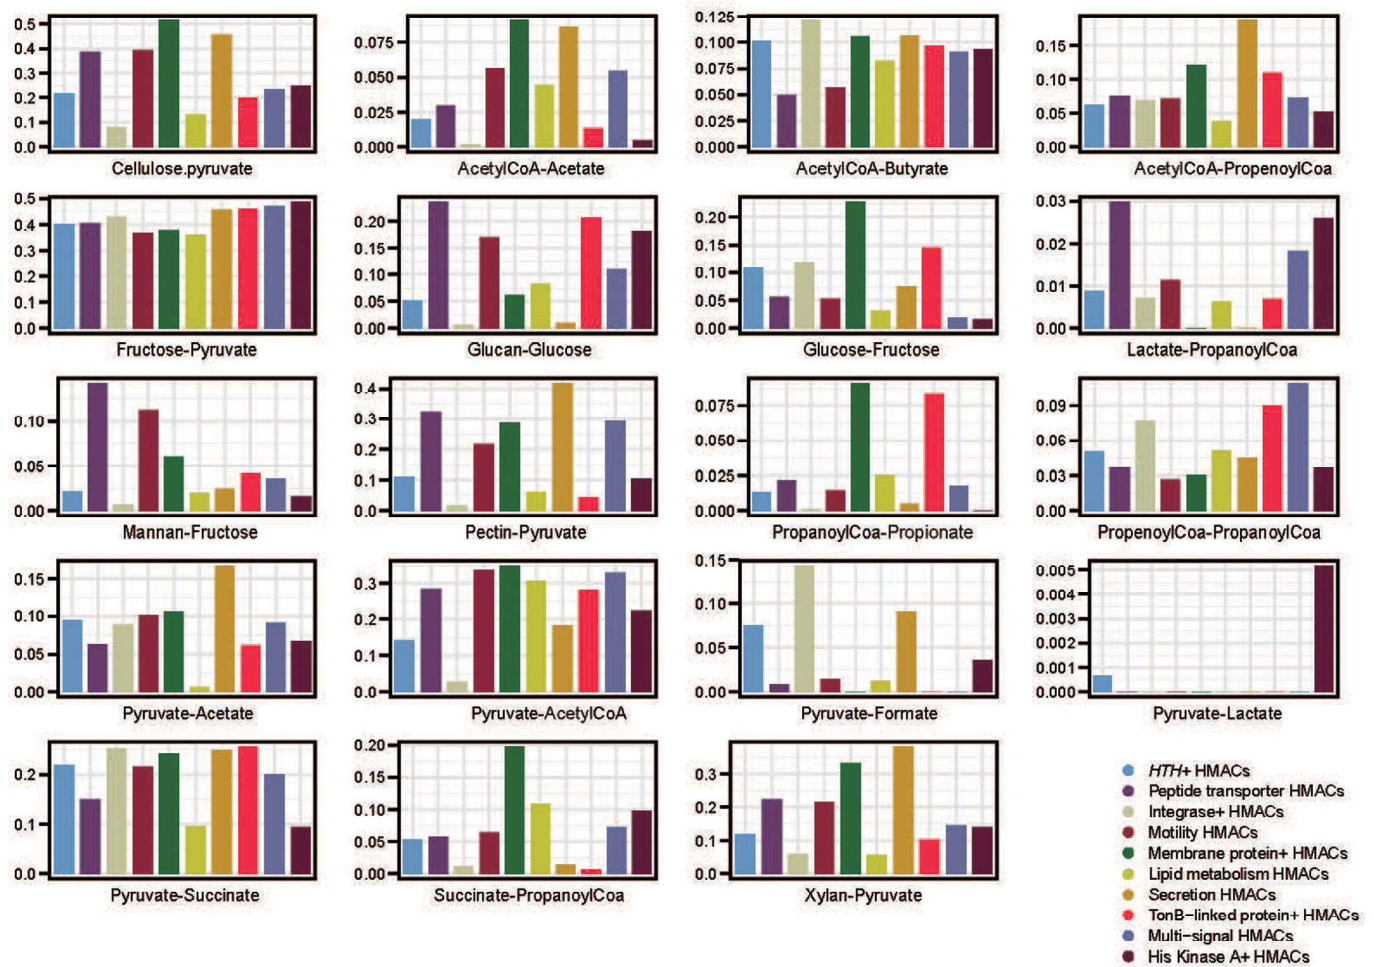 0.5
0.4
0.3
0.2
0.1
0.0
Cellulose.pyruvate
0.075
0.050
0.025
0.000
AcetylCoA-Acetate
0.125
0.100
0.075
0.050
0.025
0.000
AcetylCoA-Butyrate
0.15
0.10
0.05
0.00
AcetylCoA-PropenoylCoa
0.5
0.4
0.3
0.2
0.1
0.0
Fructose-Pyruvate
0.20
0.15
0.10
0.05
0.00
Glucan-Glucose
0.20
0.15
0.10
0.05
0.00
Glucose-Fructose
0.03
0.02
0.01
0.00
Lactate-PropanoylCoa
0.10
0.05
0.00
Mannan-Fructose
0.4
0.3
0.2
0.1
0.0
Pectin-Pyruvate
0.075
0.050
0.025
0.000
PropanoylCoa-Propionate
0.09
0.06
0.03
0.00
PropenoylCoa-PropanoylCoa
0.15
0.10
0.05
0.00
Pyruvate-Acetate
0.3
0.2
0.1
0.0
Pyruvate-AcetylCoA
0.15
0.10
0.05
0.00
Pyruvate-Formate
0.005
0.004
0.003
0.002
0.001
0.000
Pyruvate-Lactate
0.2
0.1
0.0
Pyruvate-Succinate
0.20
0.15
0.10
0.05
0.00
Succinate-PropanoylCoa
0.3
0.2
0.1
0.0
Xylan-Pyruvate
HTH+ HMACs
Peptide transporter HMACs
Integrase+ HMACs
Motility HMACs
Membrane protein+ HMACs
Lipid metabolism HMACs
Secretion HMACs
TonB−linked protein+ HMACs
Multi−signal HMACs
His Kinase A+ HMACs